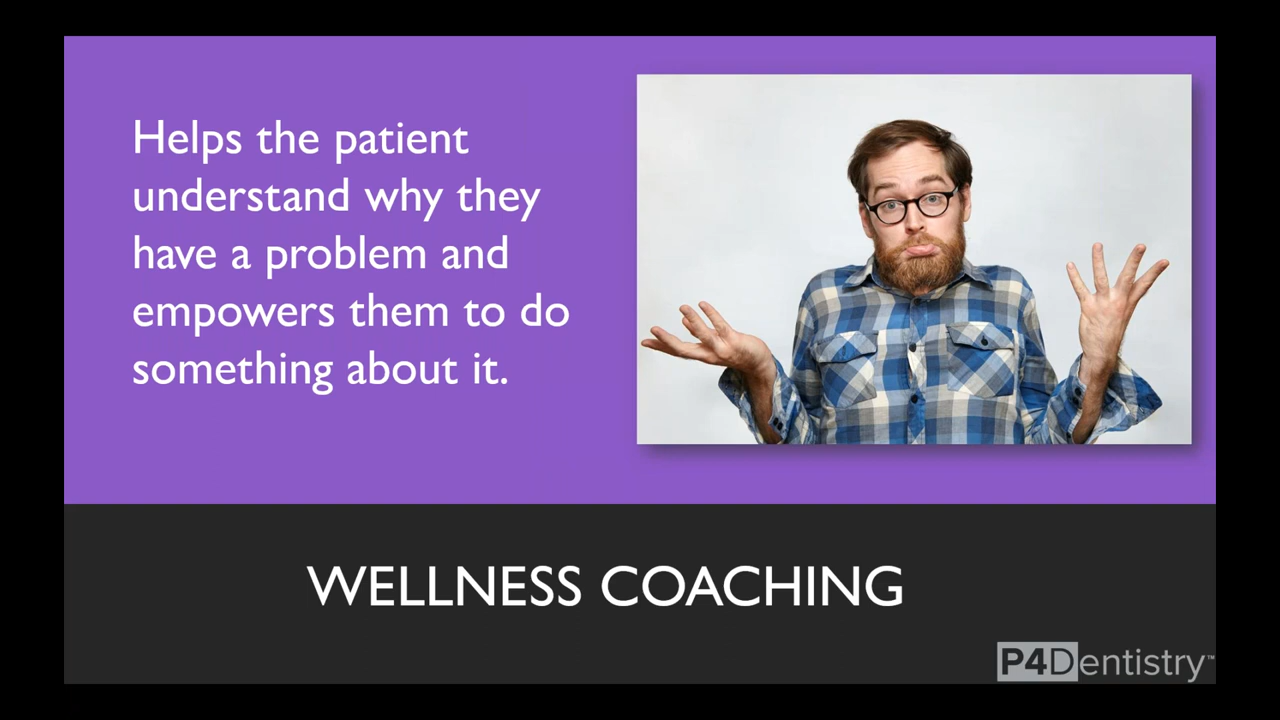 Helps the patient
understand why they
have a problem and
empowers them to do
something about it.
WELLNESS COACHING
P4Dentistry™